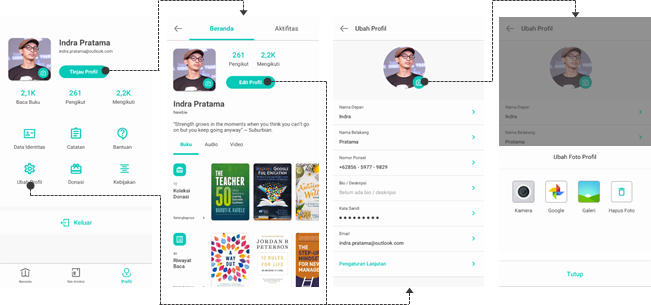 Indra Pratama
indra.pratama@outlook.com
Tinjau Profil
2,1K
Baca Buku
261
Pengikut
2,2K
Mengikuti
Data Identitas
Catatan
Bantuan
Ubah Profil
Donasi
Kebijakan
Keluar
Beranda
Profil
Beranda
Aktifitas
261
Pengikut
2,2K
Mengikuti
Edit Profil
Indra Pratama
Newbie
"Strength grows in the moments when you think you can't go
on but you keep going anyway" ~ Suburbian.
Buku
Audio
Video
Koleksi
Donasi
Selengkapnya
THE
TEACHER
50
Riwayat
Baca
A WAY
OUT
JORDAN B
PETERSON
12
RULES
FOR LIFE
THE
STEP-UP
MINDSET
FOR NEW
MANAGERS
Ubah Profil
Nama Depan
Indra
Nama Belakang
Pratama
Nomor Ponsel
+62856 - 5977 - 9829
Bio / Deskripsi
Belum ada bio / deskripsi
Kata Sandi
Email
indra.pratama@outlook.com
Pengaturan Lanjutan
Ubah Profil
Nama Depan
Indra
Nama Belakang
Pratama
Ubah Foto Profil
Kamera
Google
Galeri
Hapus Foto
Tutup